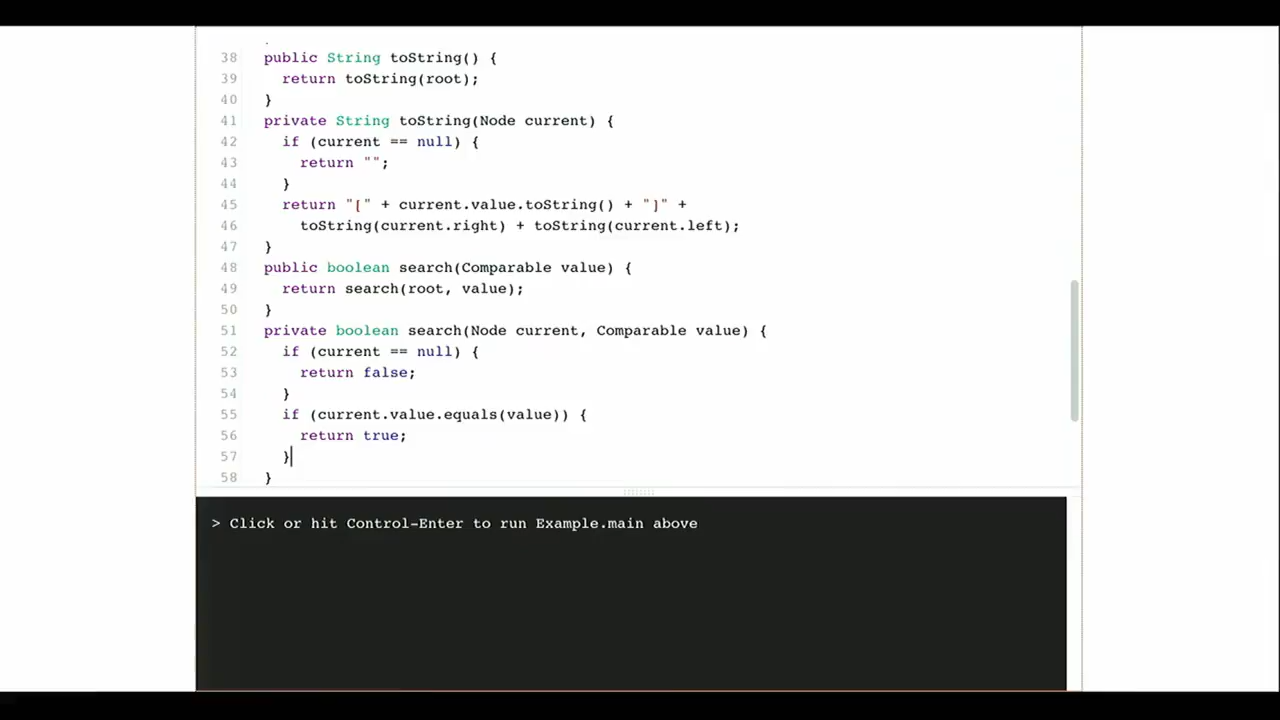 38 public String toString() {
39 return toString(root);
40 }
41 private String toString(Node current) {
42 if (current == null) {
43 return "";
44 }
45 return "[" + current.value.toString() + "]" +
46 toString(current.right) + toString(current.left);
47 }
48 public boolean search(Comparable value) {
49 return search(root, value);
50 }
51 private boolean search(Node current, Comparable value) {
52 if (current == null) {
53 return false;
54 }
55 if (current.value.equals(value)) {
56 return true;
57 }
58 }
> Click or hit Control-Enter to run Example.main above